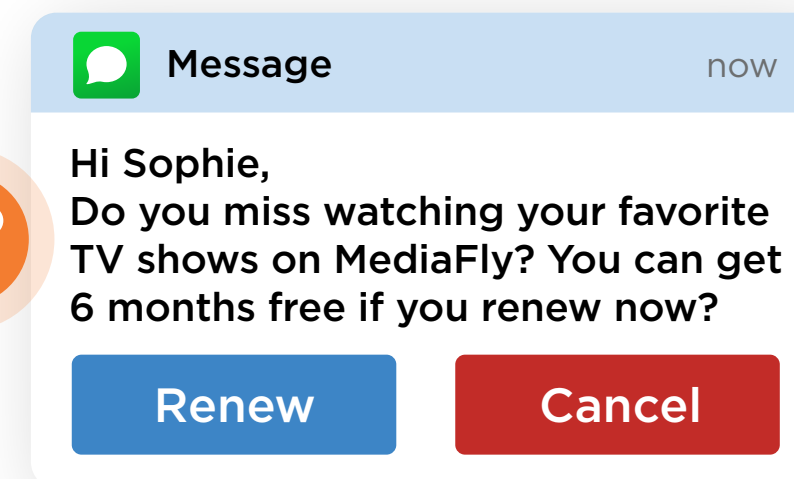 Message now
Hi Sophie,
Do you miss watching your favorite
TV shows on MediaFly? You can get
6 months free if you renew now?
Renew Cancel